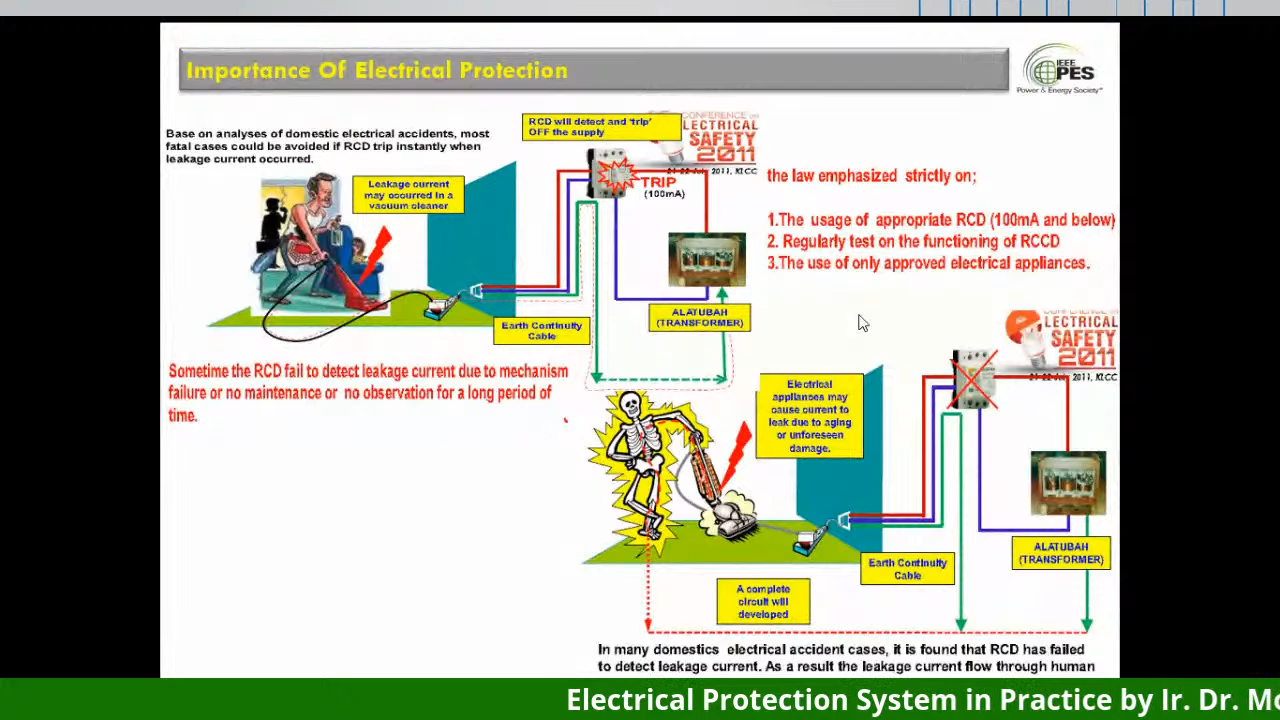 Importance Of Electrical Protection
IEEE
PES
Power & Energy Society
Base on analyses of domestic electrical accidents, most
fatal cases could be avoided if RCD trip instantly when
leakage current occurred.
RCD will detect and 'trip'
OFF the supply
LECTRICAL
SAFETY
2011
2011, KLCC
TRIP
(100mA)
Leakage current
may occurred in a
vacuum cleaner
the law emphasized strictly on;
1.The usage of appropriate RCD (100mA and below)
2. Regularly test on the functioning of RCCD
3.The use of only approved electrical appliances.
ALATUBAH
(TRANSFORMER)
Earth Continuity
Cable
Sometime the RCD fail to detect leakage current due to mechanism
failure or no maintenance or no observation for a long period of
time.
LECTRICAL
SAFETY
2011
2011, KLCC
Electrical
appliances may
cause current to
leak due to aging
or unforeseen
damage.
ALATUBAH
(TRANSFORMER)
Earth Continuity
Cable
A complete
circuit will
developed
In many domestics electrical accident cases, it is found that RCD has failed
to detect leakage current. As a result the leakage current flow through human
Electrical Protection System in Practice by Ir. Dr. Mo